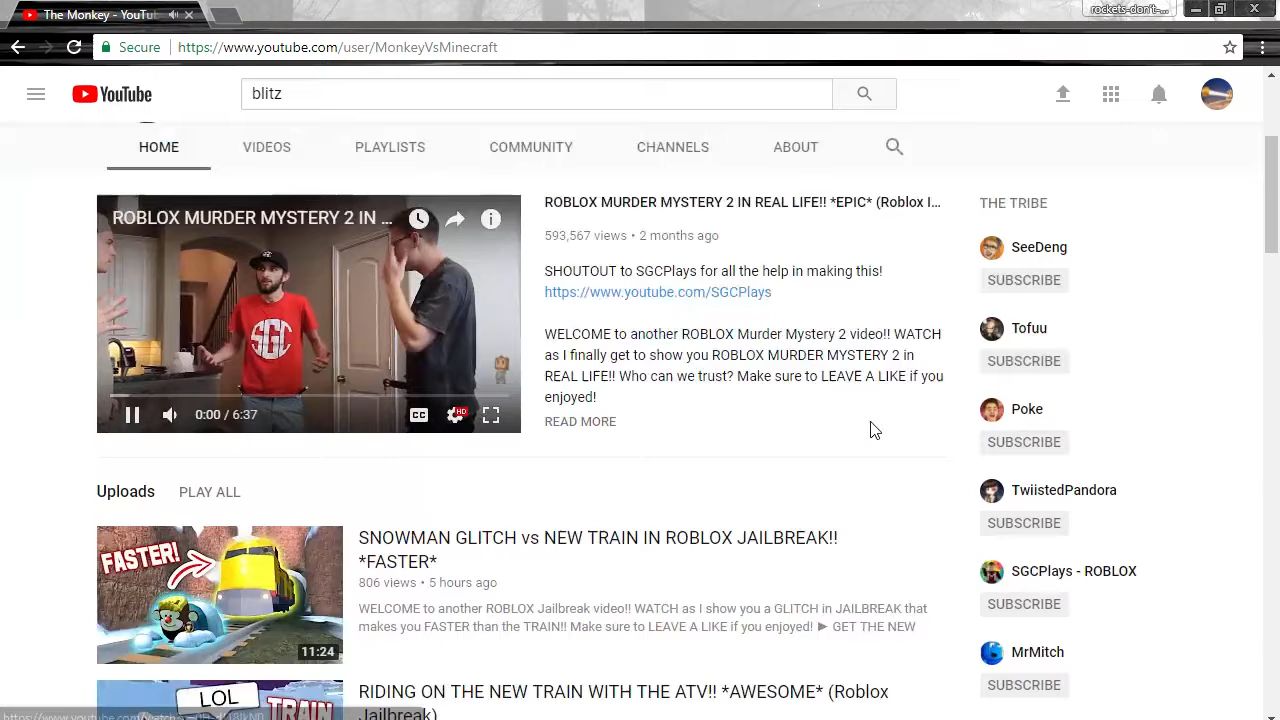 The Monkey - YouTu
rockets-don't-...
Secure https://www.youtube.com/user/MonkeyVsMinecraft
YouTube
blitz
HOME VIDEOS PLAYLISTS COMMUNITY CHANNELS ABOUT
ROBLOX MURDER MYSTERY 2 IN ...
SGC
0:00 / 6:37
CC
HD
ROBLOX MURDER MYSTERY 2 IN REAL LIFE!! *EPIC* (Roblox I...
593,567 views • 2 months ago
SHOUTOUT to SGCPlays for all the help in making this!
https://www.youtube.com/SGCPlays
WELCOME to another ROBLOX Murder Mystery 2 video!! WATCH
as I finally get to show you ROBLOX MURDER MYSTERY 2 in
REAL LIFE!! Who can we trust? Make sure to LEAVE A LIKE if you
enjoyed!
READ MORE
Uploads PLAY ALL
FASTER!
11:24
SNOWMAN GLITCH vs NEW TRAIN IN ROBLOX JAILBREAK!!
*FASTER*
806 views • 5 hours ago
WELCOME to another ROBLOX Jailbreak video!! WATCH as I show you a GLITCH in JAILBREAK that
makes you FASTER than the TRAIN!! Make sure to LEAVE A LIKE if you enjoyed! ► GET THE NEW
LOL
TRAIN
RIDING ON THE NEW TRAIN WITH THE ATV!! *AWESOME* (Roblox
Jailbreak)
THE TRIBE
SeeDeng
SUBSCRIBE
Tofuu
SUBSCRIBE
Poke
SUBSCRIBE
TwiistedPandora
SUBSCRIBE
SGCPlays - ROBLOX
SUBSCRIBE
MrMitch
SUBSCRIBE